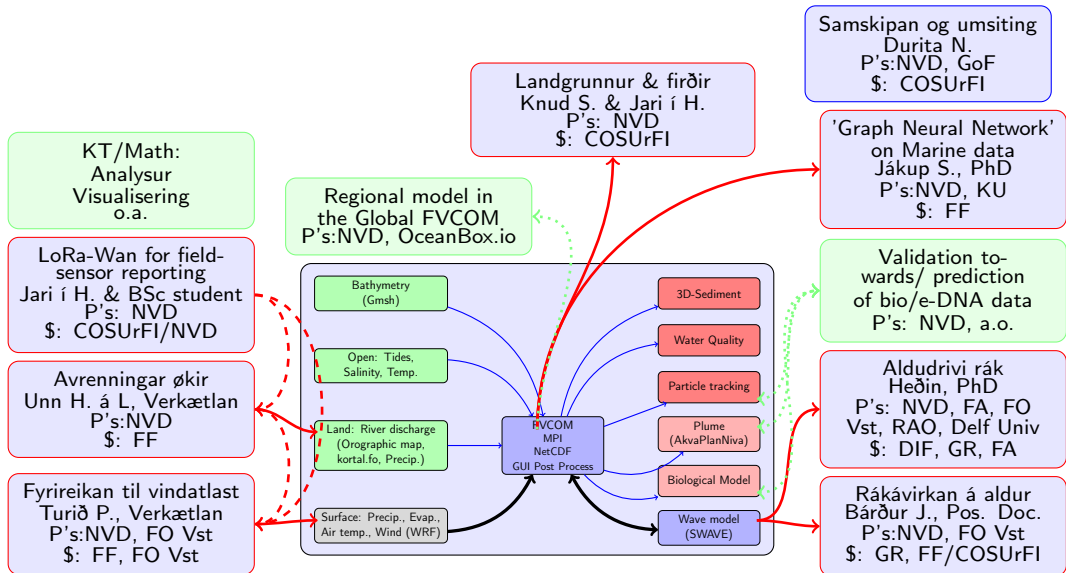 Samskipan og umsiting
Durita N.
P's:NVD, GoF
$: COSUrFI
Landgrunnur & firðir
Knud S. & Jari í H.
P's: NVD
$: COSUrFI
'Graph Neural Network'
on Marine data
Jákup S., PhD
P's:NVD, KU
$: FF
KT/Math:
Analysur
Visualisering
o.a.
Regional model in
the Global FVCOM
P's:NVD, OceanBox.io
LoRa-Wan for field-
sensor reporting
Jari í H. & BSc student
P's: NVD
$: COSUrFI/NVD
Validation to-
wards/ prediction
of bio/e-DNA data
P's: NVD, a.o.
Avrenningar økir
Unn H. á L, Verkætlan
P's:NVD
$: FF
Fyrireikan til vindatlast
Turið P., Verkætlan
P's:NVD, FO Vst
$: FF, FO Vst
Bathymetry
(Gmsh)
Open: Tides,
Salinity, Temp.
Land: River discharge
(Orographic map,
kortal.fo, Precip.)
Surface: Precip., Evap.,
Air temp., Wind (WRF)
FVCOM
MPI
NetCDF
GUI Post Process
3D-Sediment
Water Quality
Particle tracking
Plume
(AkvaPlanNiva)
Biological Model
Wave model
(SWAVE)
Aldudrivi rák
Heðin, PhD
P's: NVD, FA, FO
Vst, RAO, Delf Univ
$: DIF, GR, FA
Rákávirkan á aldur
Bárður J., Pos. Doc.
P's:NVD, FO Vst
$: GR, FF/COSUrFI